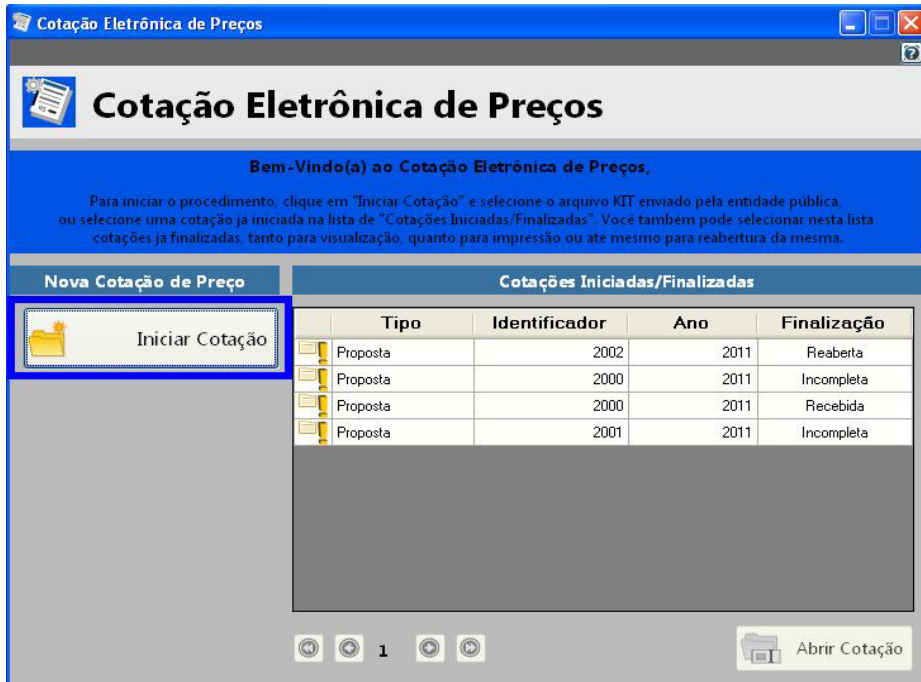 Cotação Eletrônica de Preços
Cotação Eletrônica de Preços
Bem-Vindo(a) ao Cotação Eletrônica de Preços,
Para iniciar o procedimento, clique em "Iniciar Cotação" e selecione o arquivo KIT enviado pela entidade pública,
ou selecione uma cotação já iniciada na lista de "Cotações Iniciadas/Finalizadas". Você também pode selecionar nesta lista
cotações já finalizadas, tanto para visualização, quanto para impressão ou até mesmo para reabertura da mesma.
Nova Cotação de Preço
Cotações Iniciadas/Finalizadas
Iniciar Cotação
Tipo Identificador Ano Finalização
Proposta 2002 2011 Reaberta
Proposta 2000 2011 Incompleta
Proposta 2000 2011 Recebida
Proposta 2001 2011 Incompleta
1
Abrir Cotação